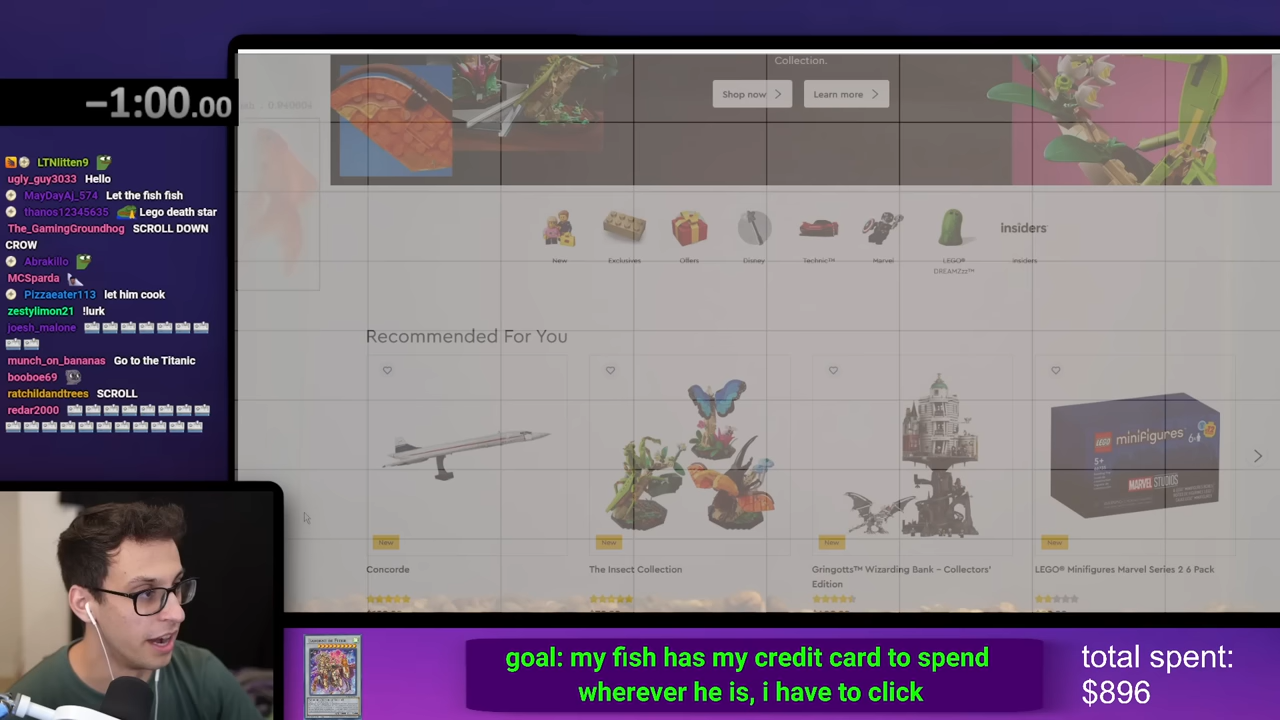 Collection.
Shop now
Learn more
−1:00.00
LTNlitten9
ugly_guy3033 Hello
MayDayAj_574 Let the fish fish
thanos12345635 Lego death star
The_GamingGroundhog SCROLL DOWN
CROW
Abrakillo
MCSparda
Pizzaeater113 let him cook
zestylimon21 !lurk
joesh_malone
munch_on_bananas Go to the Titanic
booboe69
ratchildandtrees SCROLL
redar2000
insiders
New
Exclusives
Offers
Disney
Technic™
Marvel
LEGO®
DREAMZzz™
Insiders
Recommended For You
LEGO minifigures
5+
MARVEL STUDIOS
New
New
New
New
Concorde
The Insect Collection
Gringotts™ Wizarding Bank – Collectors'
Edition
LEGO® Minifigures Marvel Series 2 6 Pack
goal: my fish has my credit card to spend
wherever he is, i have to click
total spent:
$896